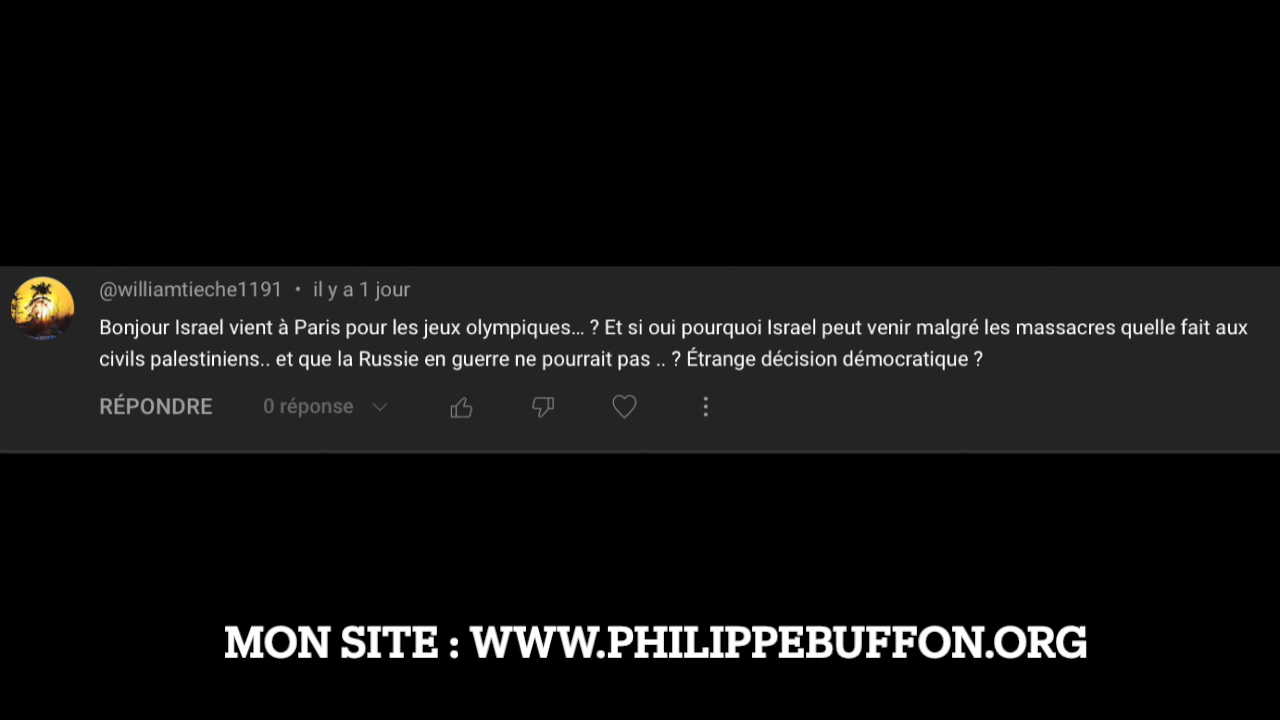 @williamtieche1191 • il y a 1 jour
Bonjour Israel vient à Paris pour les jeux olympiques... ? Et si oui pourquoi Israel peut venir malgré les massacres quelle fait aux
civils palestiniens.. et que la Russie en guerre ne pourrait pas .. ? Étrange décision démocratique ?
RÉPONDRE 0 réponse
MON SITE : WWW.PHILIPPEBUFFON.ORG